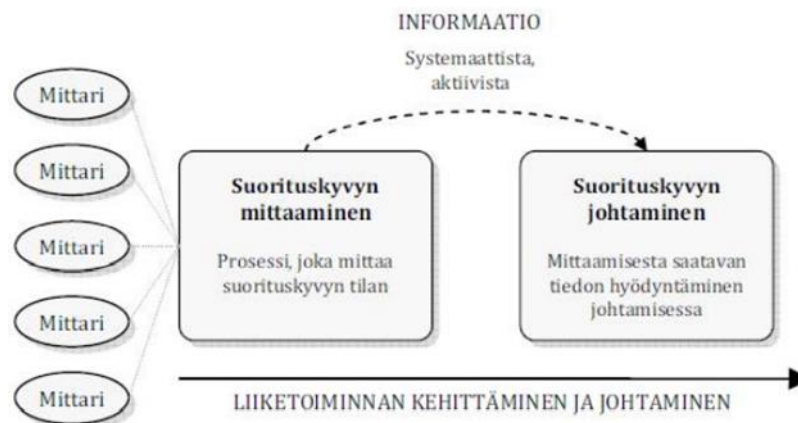 INFORMAATIO
Systemaattista,
aktiivista
Mittari
Mittari
Mittari
Mittari
Mittari
Suorituskyvyn
mittaaminen
Prosessi, joka mittaa
suorituskyvyn tilan
Suorituskyvyn
johtaminen
Mittaamisesta saatavan
tiedon hyödyntäminen
johtamisessa
LIIKETOIMINNAN KEHITTÄMINEN JA JOHTAMINEN